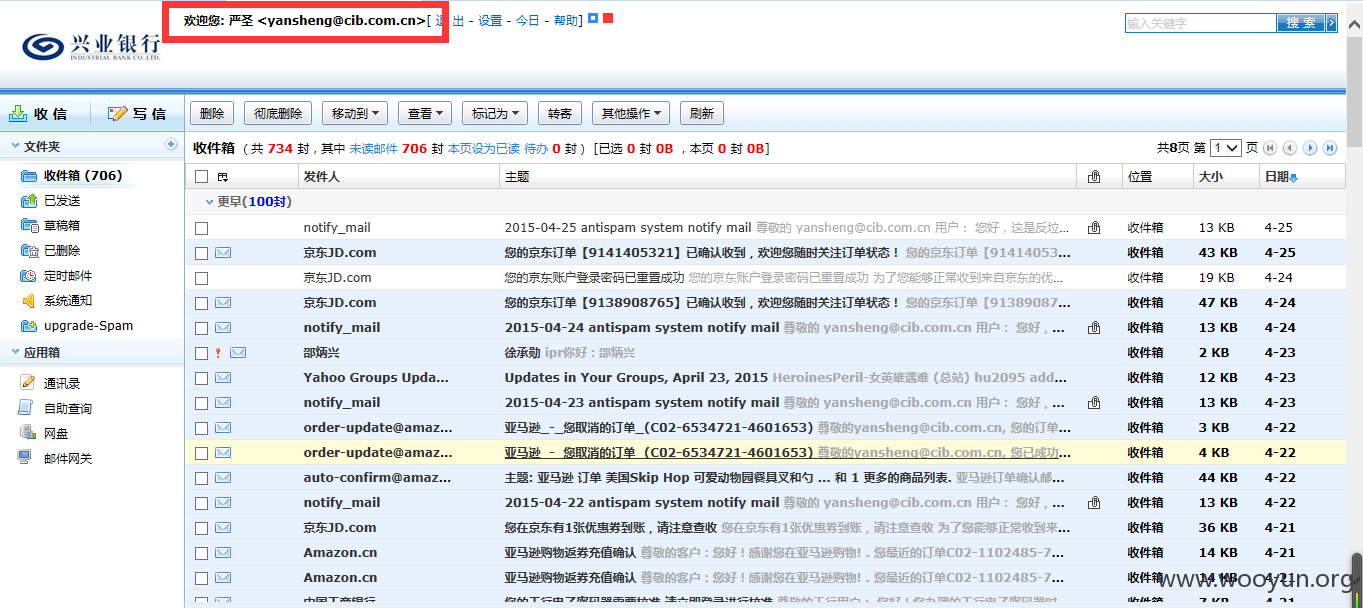 欢迎您: 严圣 <yansheng@cib.com.cn>[ 退 出 - 设置 - 今日 - 帮助]
输入关键字 搜 索
兴业银行
INDUSTRIAL BANK CO.,LTD.
收 信 写 信 删除 彻底删除 移动到 查看 标记为 转寄 其他操作 刷新
文件夹
收件箱 ( 共 734 封，其中 未读邮件 706 封 本页设为已读 待办 0 封 ) [已选 0 封 0B ，本页 0 封 0B] 共8页 第 1 页
收件箱 (706)
已发送
草稿箱
已删除
定时邮件
系统通知
upgrade-Spam
应用箱
通讯录
自助查询
网盘
邮件网关
发件人 主题 位置 大小 日期
更早(100封)
notify_mail 2015-04-25 antispam system notify mail 尊敬的 yansheng@cib.com.cn 用户： 您好，这是反垃... 收件箱 13 KB 4-25
京东JD.com 您的京东订单【9141405321】已确认收到，欢迎您随时关注订单状态！ 您的京东订单【91414053... 收件箱 43 KB 4-25
京东JD.com 您的京东账户登录密码已重置成功 您的京东账户登录密码已重置成功 为了您能够正常收到来自京东的优... 收件箱 19 KB 4-24
京东JD.com 您的京东订单【9138908765】已确认收到，欢迎您随时关注订单状态！ 您的京东订单【91389087... 收件箱 47 KB 4-24
notify_mail 2015-04-24 antispam system notify mail 尊敬的 yansheng@cib.com.cn 用户： 您好，... 收件箱 13 KB 4-24
邵炳兴 徐承勋 ipr你好：邵炳兴 收件箱 2 KB 4-23
Yahoo Groups Upda... Updates in Your Groups, April 23, 2015 HeroinesPeril-女英雄遇难 (总站) hu2095 add... 收件箱 12 KB 4-23
notify_mail 2015-04-23 antispam system notify mail 尊敬的 yansheng@cib.com.cn 用户： 您好，... 收件箱 13 KB 4-23
order-update@amaz... 亚马逊_-_您取消的订单_(C02-6534721-4601653) 尊敬的yansheng@cib.com.cn, 您的订单... 收件箱 3 KB 4-22
order-update@amaz... 亚马逊_-_您取消的订单_(C02-6534721-4601653) 尊敬的yansheng@cib.com.cn, 您已成功... 收件箱 4 KB 4-22
auto-confirm@amaz... 主题: 亚马逊 订单 美国Skip Hop 可爱动物园餐具叉和勺 ... 和 1 更多的商品列表. 亚马逊订单确认邮... 收件箱 44 KB 4-22
notify_mail 2015-04-22 antispam system notify mail 尊敬的 yansheng@cib.com.cn 用户： 您好，... 收件箱 13 KB 4-22
京东JD.com 您在京东有1张优惠券到账，请注意查收 您在京东有1张优惠券到账，请注意查收 为了您能够正常收到来... 收件箱 36 KB 4-21
Amazon.cn 亚马逊购物返券充值确认 尊敬的客户：您好！感谢您在亚马逊购物!．您最近的订单C02-1102485-7... 收件箱 14 KB 4-21
Amazon.cn 亚马逊购物返券充值确认 尊敬的客户：您好！感谢您在亚马逊购物!．您最近的订单C02-1102485-7... 收件箱 14 KB 4-21
www.wooyun.org